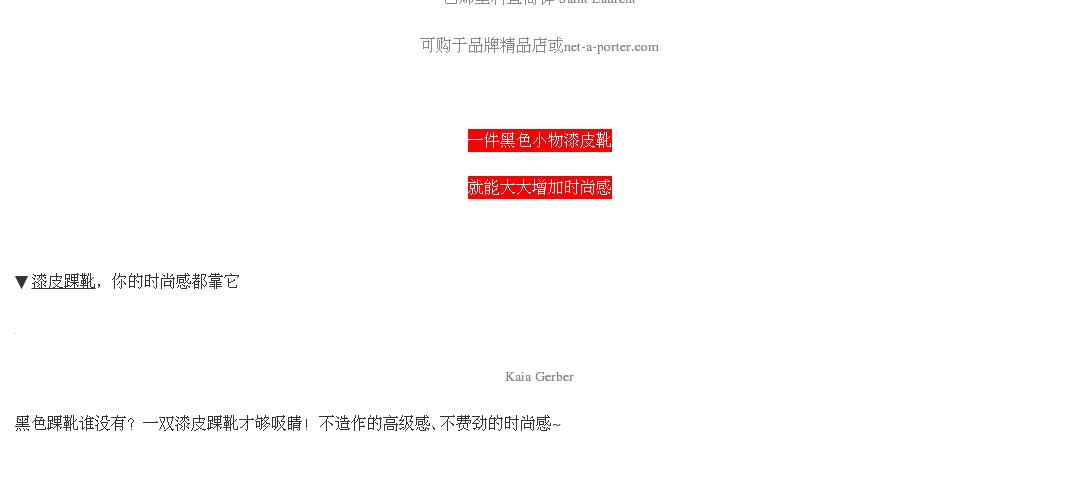 Saint Laurent
可购于品牌精品店或net-a-porter.com
一件黑色小物漆皮靴
就能大大增加时尚感
▼漆皮踝靴，你的时尚感都靠它
Kaia Gerber
黑色踝靴谁没有？一双漆皮踝靴才够吸睛！不造作的高级感、不费劲的时尚感~